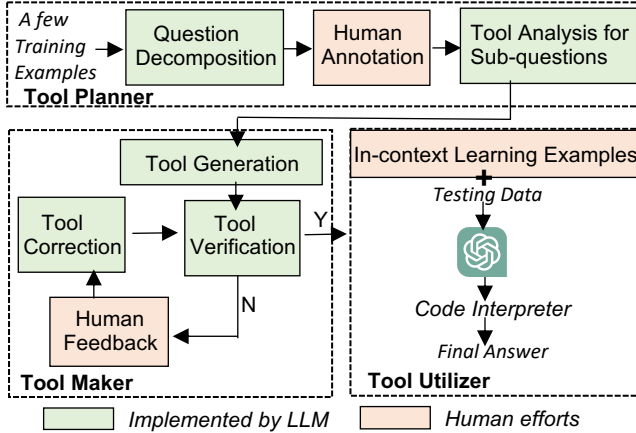 A few
Training
Examples
Question
Decomposition
Human
Annotation
Tool Analysis for
Sub-questions
Tool Planner
Tool Generation
Tool
Correction
Tool
Verification
Y
N
Human
Feedback
Tool Maker
In-context Learning Examples
+
Testing Data
Code Interpreter
Final Answer
Tool Utilizer
Implemented by LLM
Human efforts